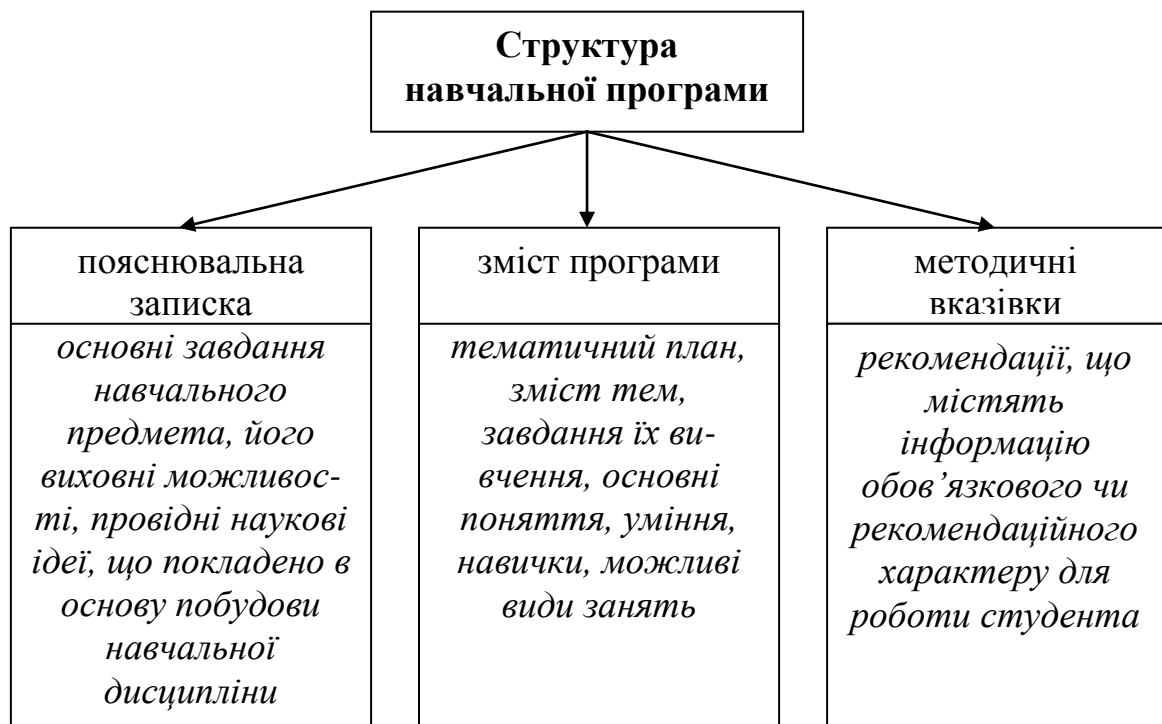 Структура
навчальної програми
пояснювальна
записка
основні завдання
навчального
предмета, його
виховні можливос-
ті, провідні наукові
ідеї, що покладено в
основу побудови
навчальної
дисципліни
зміст програми
тематичний план,
зміст тем,
завдання їх ви-
вчення, основні
поняття, уміння,
навички, можливі
види занять
методичні
вказівки
рекомендації, що
містять
інформацію
обов’язкового чи
рекомендаційного
характеру для
роботи студента